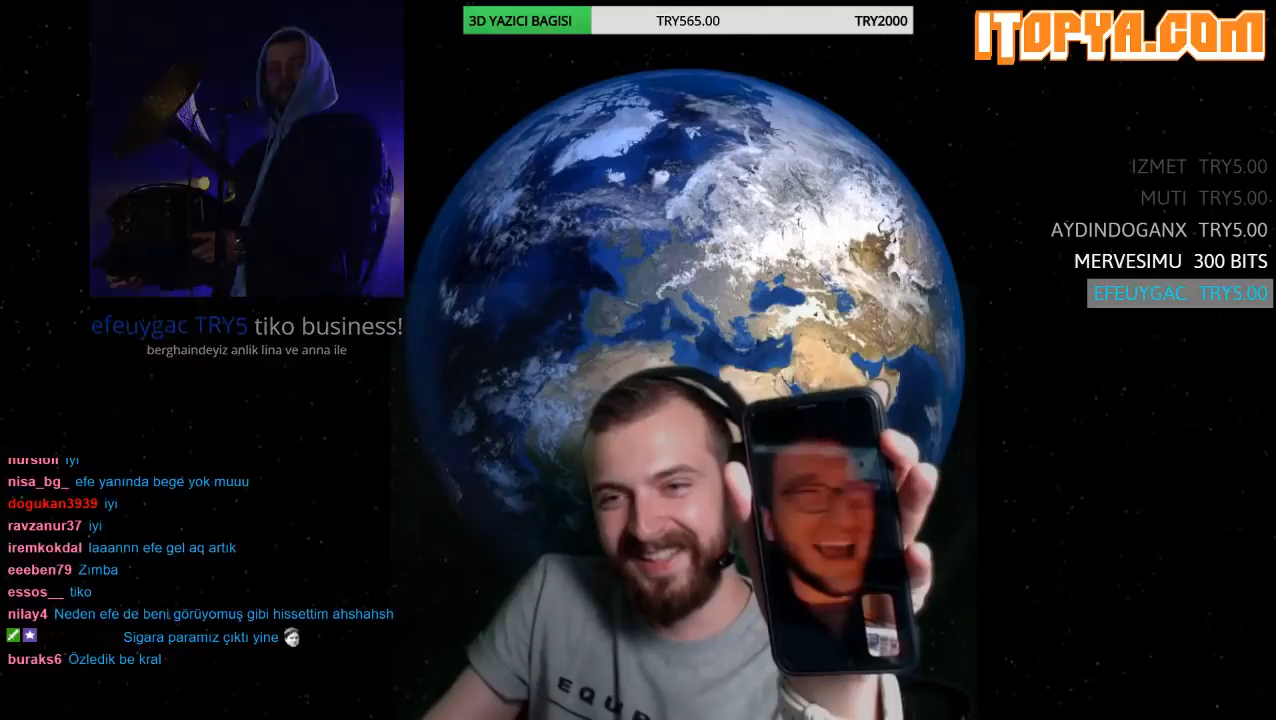 3D YAZICI BAGISI TRY565.00 TRY2000
ITOPYA.COM
IZMET TRY5.00
MUTI TRY5.00
AYDINDOGANX TRY5.00
MERVESIMU 300 BITS
EFEUYGAC TRY5.00
efeuygac TRY5 tiko business!
berghaindeyiz anlik lina ve anna ile
nursion iyi
nisa_bg_ efe yanında bege yok muuu
dogukan3939 iyi
ravzanur37 iyi
iremkokdal laaannn efe gel aq artık
eeeben79 Zımba
essos__ tiko
nilay4 Neden efe de beni görüyomuş gibi hissettim ahshahsh
Sigara paramız çıktı yine
buraks6 Özledik be kral